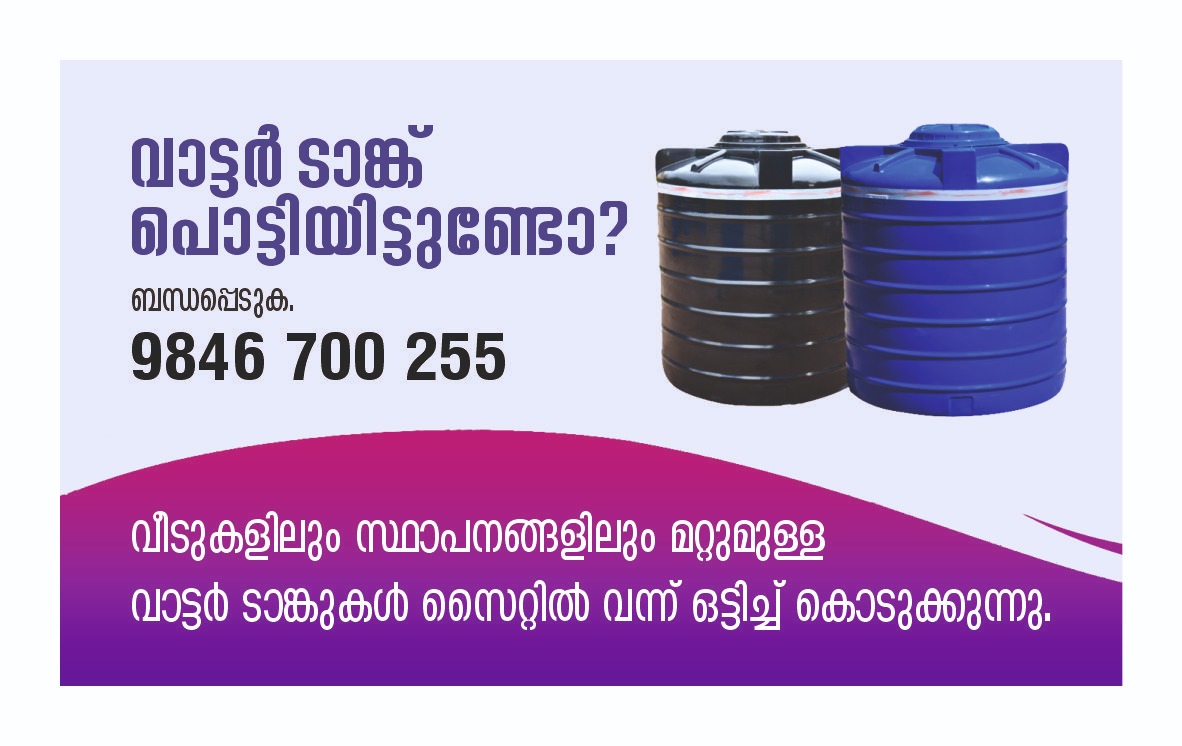 വാട്ടർ ടാങ്ക്
പൊട്ടിയിട്ടുണ്ടോ?
ബന്ധപ്പെടുക.
9846 700 255
വീടുകളിലും സ്ഥാപനങ്ങളിലും മറ്റുമുള്ള
വാട്ടർ ടാങ്കുകൾ സൈറ്റിൽ വന്ന് ഒട്ടിച്ച് കൊടുക്കുന്നു.